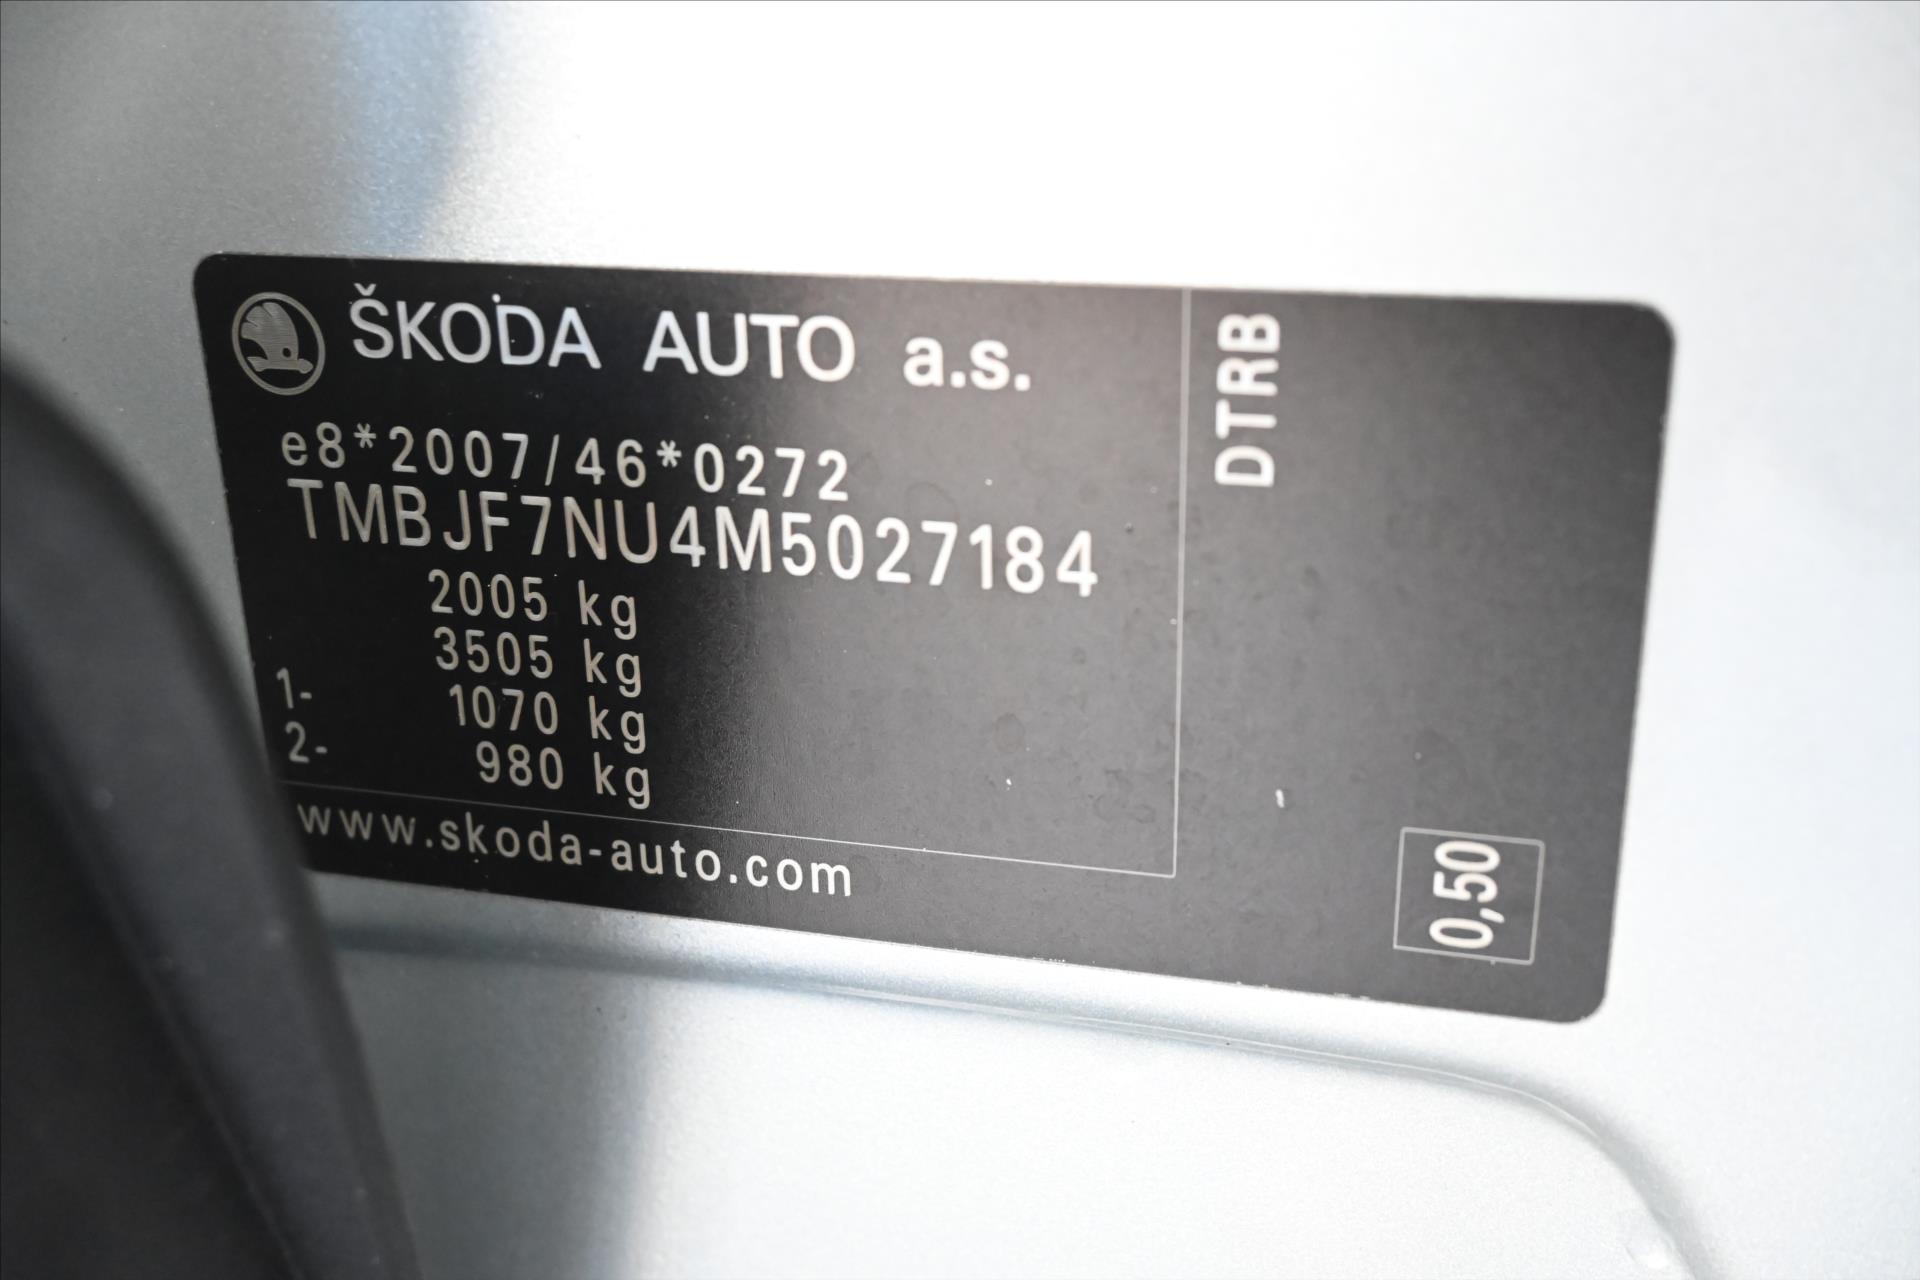 ŠKODA AUTO a.s.
e8*2007/46*0272
TMBJF7NU4M5027184
2005 kg
3505 kg
1- 1070 kg
2- 980 kg
www.skoda-auto.com
DTRB
0,50